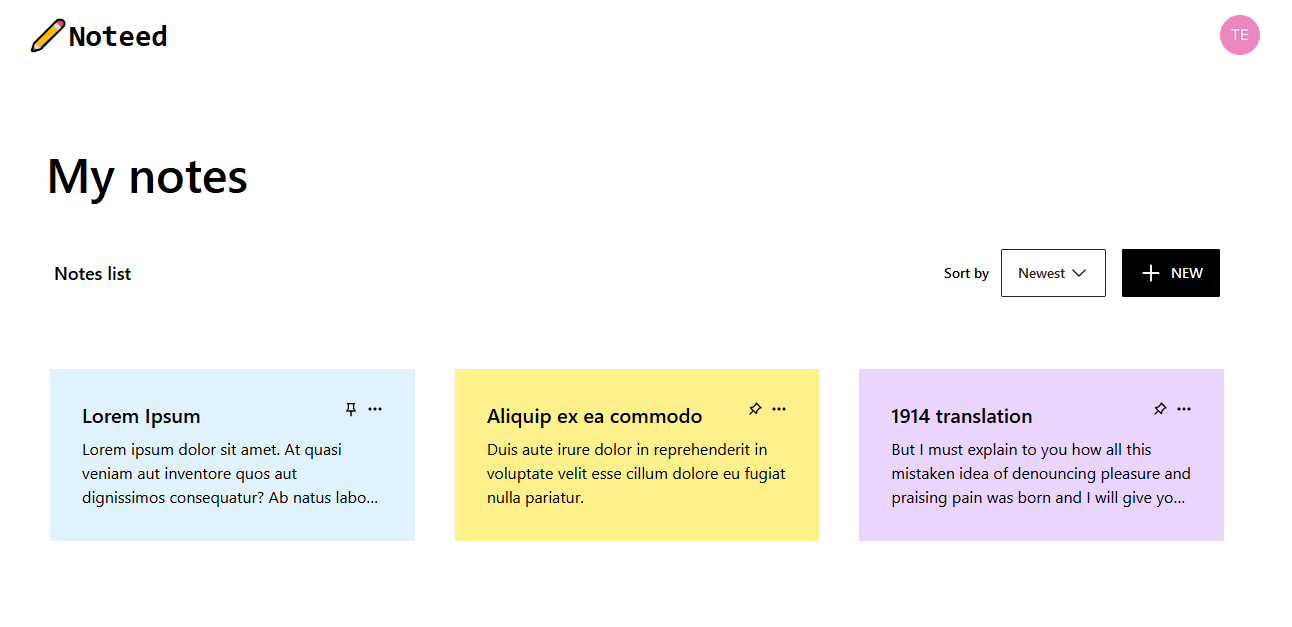 Noteed
TE
My notes
Notes list
Sort by
Newest
NEW
Lorem Ipsum
Lorem ipsum dolor sit amet. At quasi
veniam aut inventore quos aut
dignissimos consequatur? Ab natus labo...
Aliquip ex ea commodo
Duis aute irure dolor in reprehenderit in
voluptate velit esse cillum dolore eu fugiat
nulla pariatur.
1914 translation
But I must explain to you how all this
mistaken idea of denouncing pleasure and
praising pain was born and I will give yo...